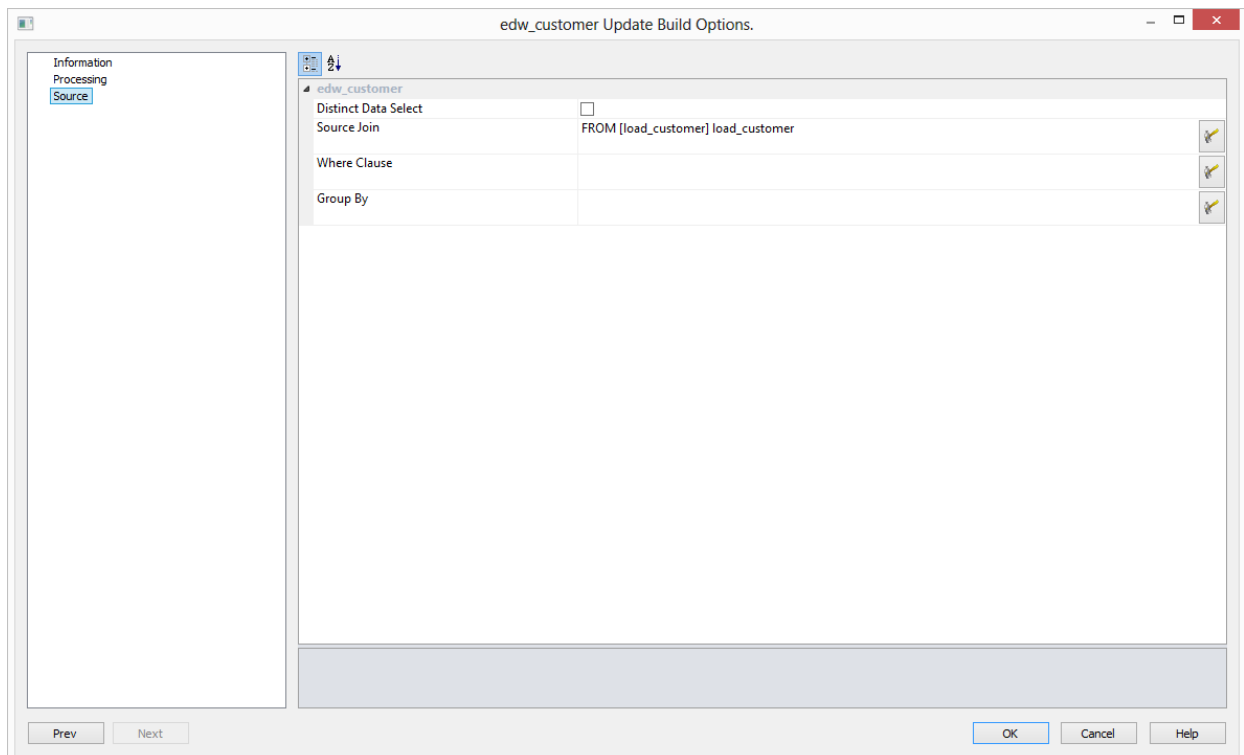 edw_customer Update Build Options.
Information
Processing
Source
edw_customer
Distinct Data Select
Source Join FROM [load_customer] load_customer
Where Clause
Group By
Prev Next OK Cancel Help